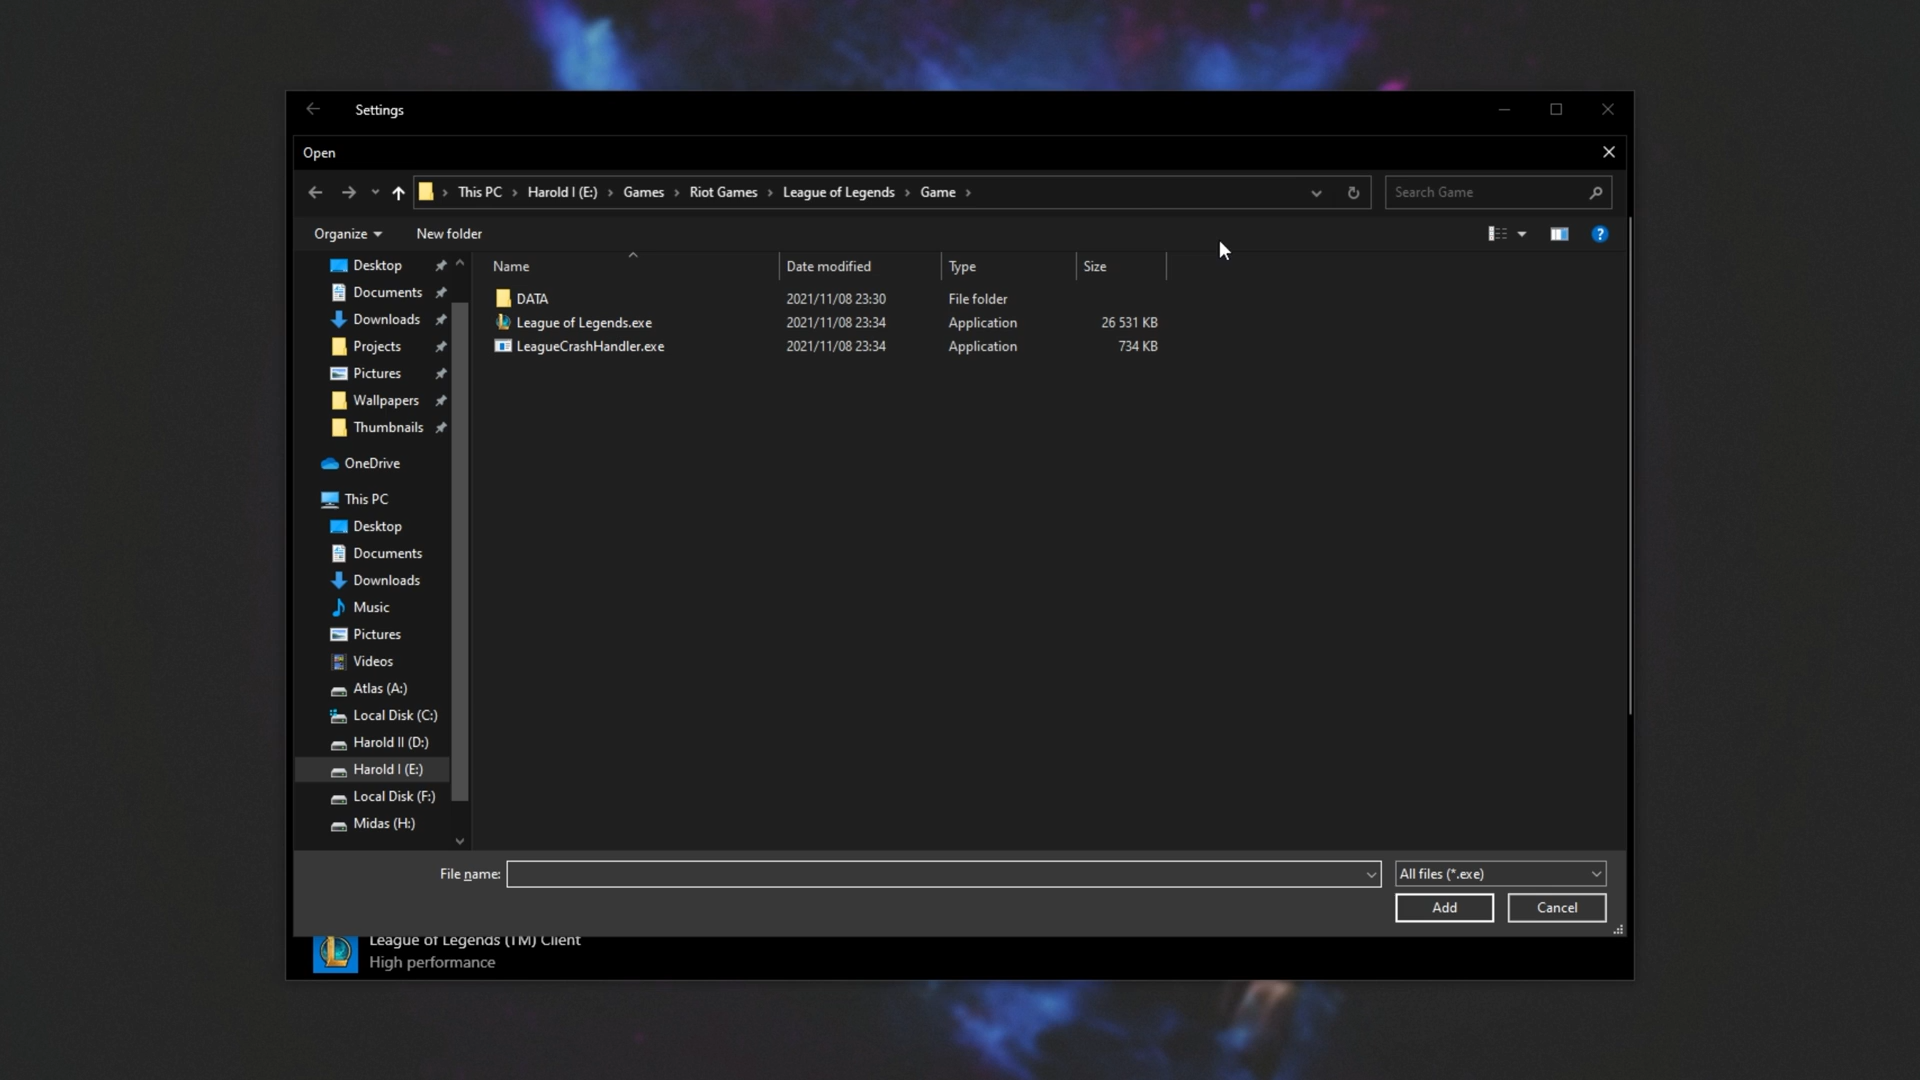 Settings
Open
This PC > Harold I (E:) > Games > Riot Games > League of Legends > Game >
Search Game
Organize
New folder
Name
Date modified
Type
Size
DATA 2021/11/08 23:30 File folder
League of Legends.exe 2021/11/08 23:34 Application 26 531 KB
LeagueCrashHandler.exe 2021/11/08 23:34 Application 734 KB
Desktop
Documents
Downloads
Projects
Pictures
Wallpapers
Thumbnails
OneDrive
This PC
Desktop
Documents
Downloads
Music
Pictures
Videos
Atlas (A:)
Local Disk (C:)
Harold II (D:)
Harold I (E:)
Local Disk (F:)
Midas (H:)
File name:
All files (*.exe)
Add
Cancel
League of Legends (TM) Client
High performance